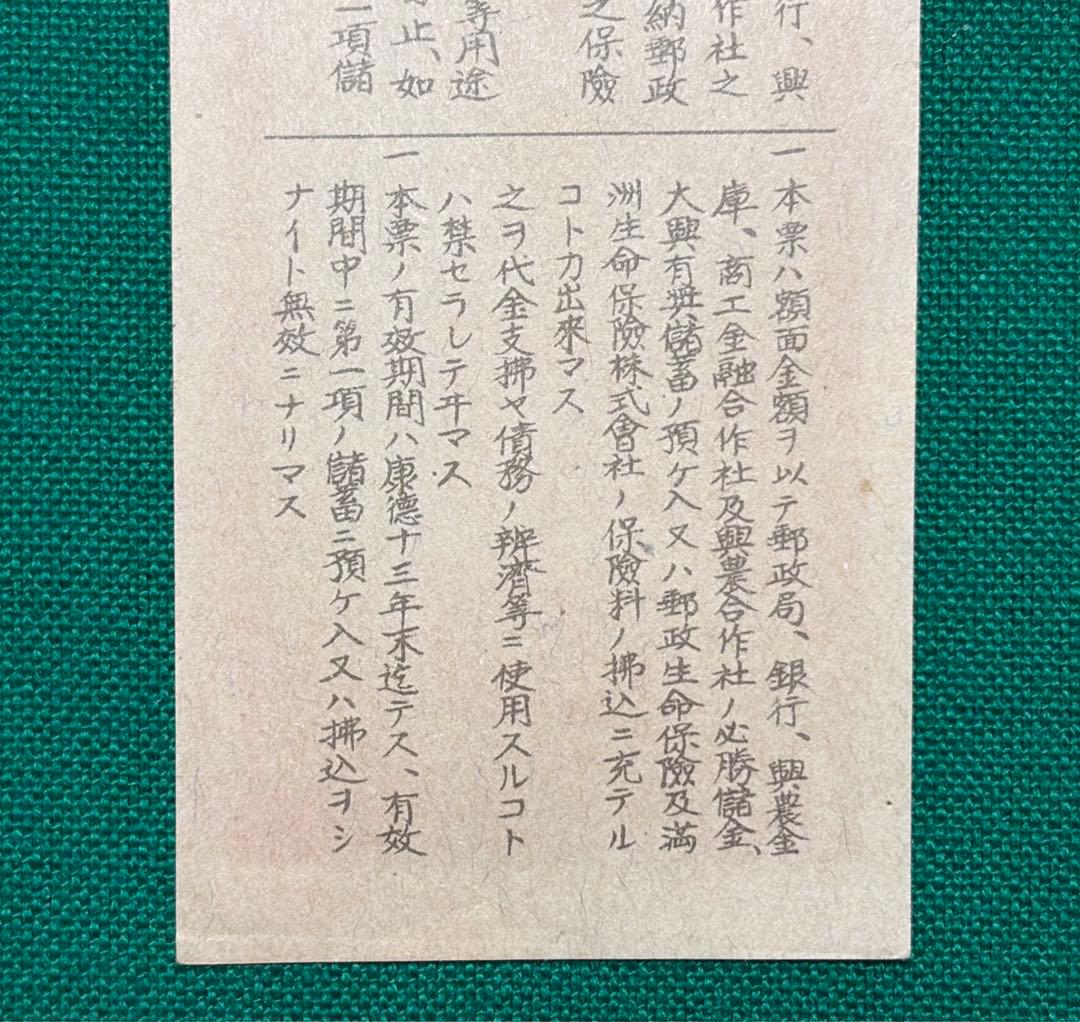 行、興
作社之
納郵政
之保險
等用途
止、如
項儲
一本票ハ額面金額ヲ以テ郵政局、銀行、興農金
庫、商工金融合作社及興農合作社ノ必勝儲金、
大興有奬儲蓄ノ預ケ入又ハ郵政生命保險及滿
洲生命保險株式會社ノ保險料ノ拂込ニ充テル
コトカ出來マス
之ヲ代金支拂ヤ債務ノ辨濟等ニ使用スルコト
ハ禁セラレテヰマス
一本票ノ有效期間ハ康德十三年末迄テス、有效
期間中ニ第一項ノ儲蓄ニ預ケ入又ハ拂込ヲシ
ナイト無效ニナリマス